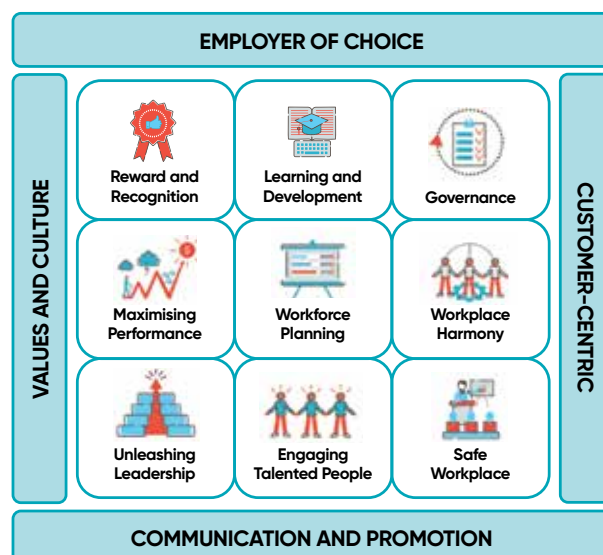 EMPLOYER OF CHOICE
VALUES AND CULTURE
Reward and
Recognition
Learning and
Development
Governance
Maximising
Performance
Workforce
Planning
Workplace
Harmony
Unleashing
Leadership
Engaging
Talented People
Safe
Workplace
CUSTOMER-CENTRIC
COMMUNICATION AND PROMOTION